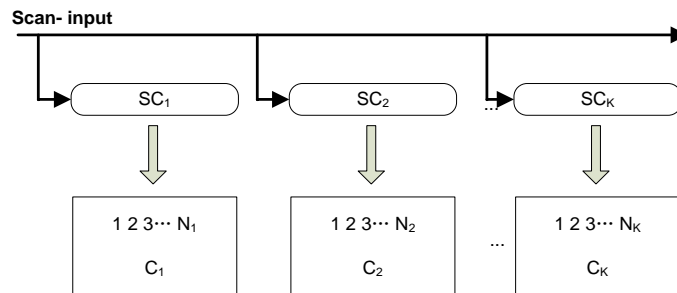 Scan- input
SC₁ SC₂ ... SCK
1 2 3··· N₁ 1 2 3··· N₂ ... 1 2 3··· NK
C₁ C₂ CK